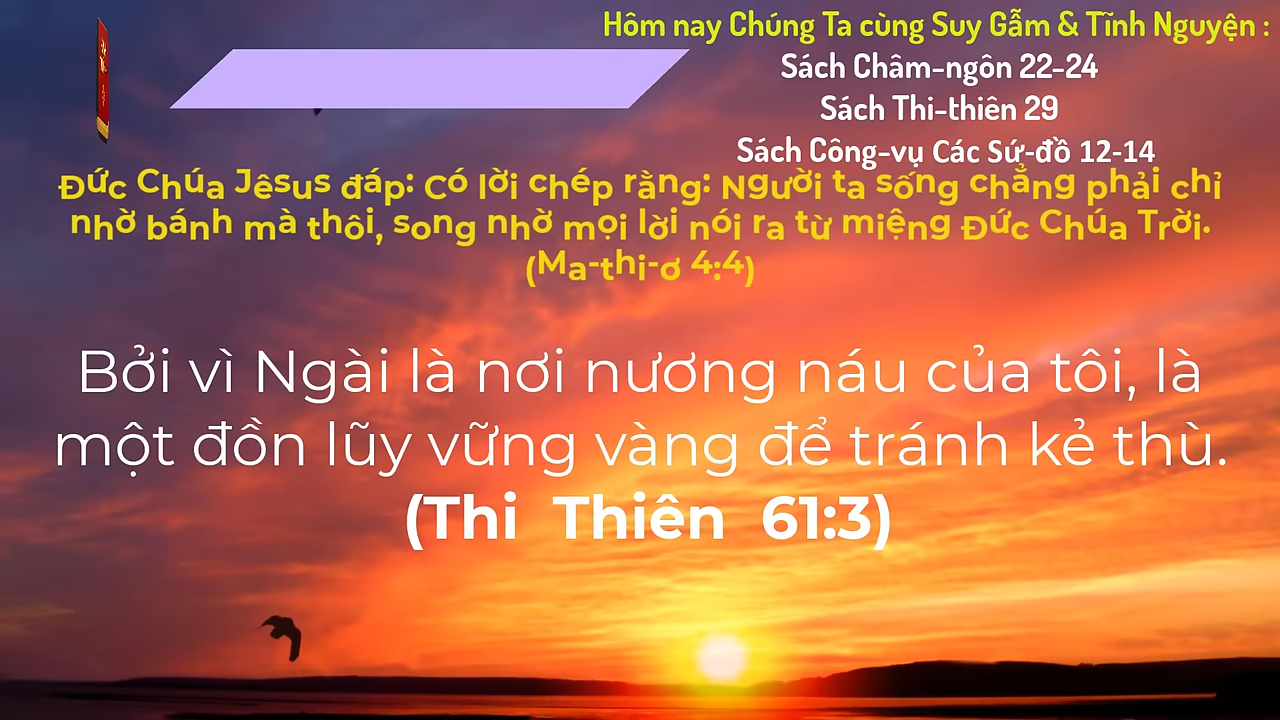 Hôm nay Chúng Ta cùng Suy Gẫm & Tĩnh Nguyện :
Sách Châm-ngôn 22-24
Sách Thi-thiên 29
Sách Công-vụ Các Sứ-đồ 12-14
Đức Chúa Jêsus đáp: Có lời chép rằng: Người ta sống chẳng phải chỉ
nhờ bánh mà thôi, song nhờ mọi lời nói ra từ miệng Đức Chúa Trời.
(Ma-thi-ơ 4:4)
Bởi vì Ngài là nơi nương náu của tôi, là
một đồn lũy vững vàng để tránh kẻ thù.
(Thi Thiên 61:3)